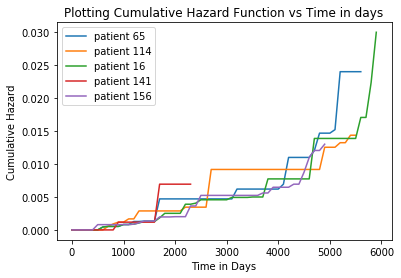 Plotting Cumulative Hazard Function vs Time in days
Cumulative Hazard
0.030
0.025
0.020
0.015
0.010
0.005
0.000
patient 65
patient 114
patient 16
patient 141
patient 156
0 1000 2000 3000 4000 5000 6000
Time in Days